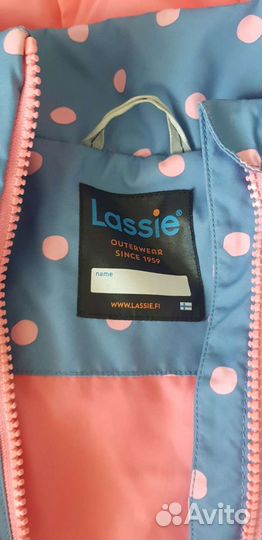 Lassie®
OUTERWEAR
SINCE 1959
name
WWW.LASSIE.FI
Avito